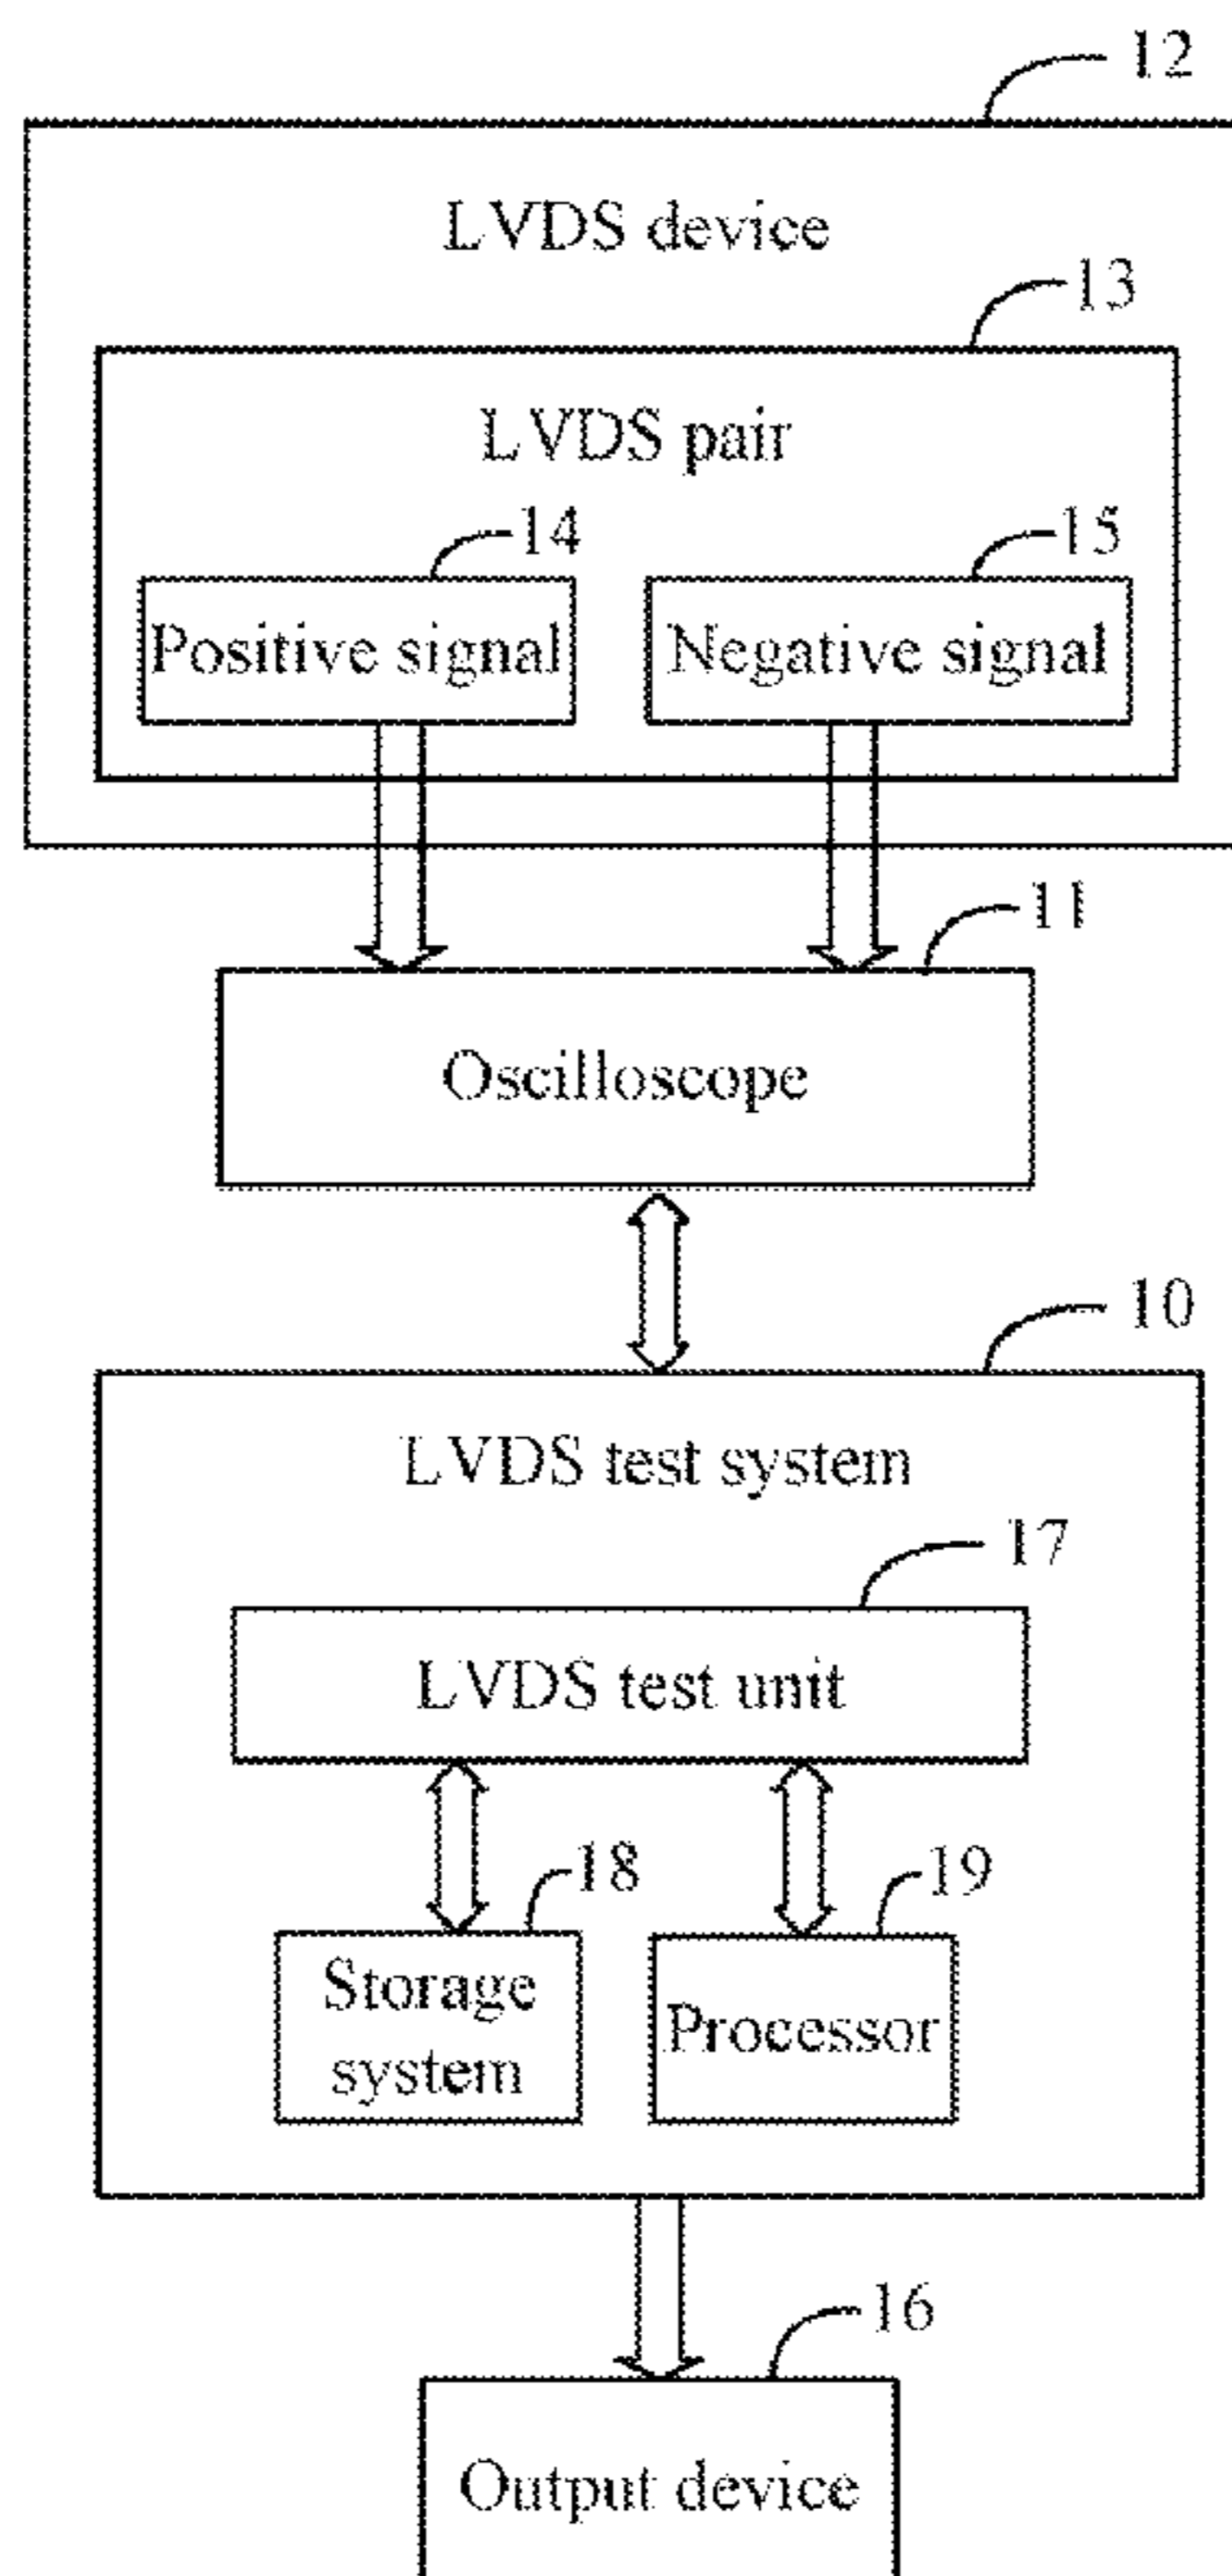 12
LVDS device
13
LVDS pair
14
15
Positive signal
Negative signal
11
Oscilloscope
10
LVDS test system
17
LVDS test unit
18
19
Storage
system
Processor
16
Output device